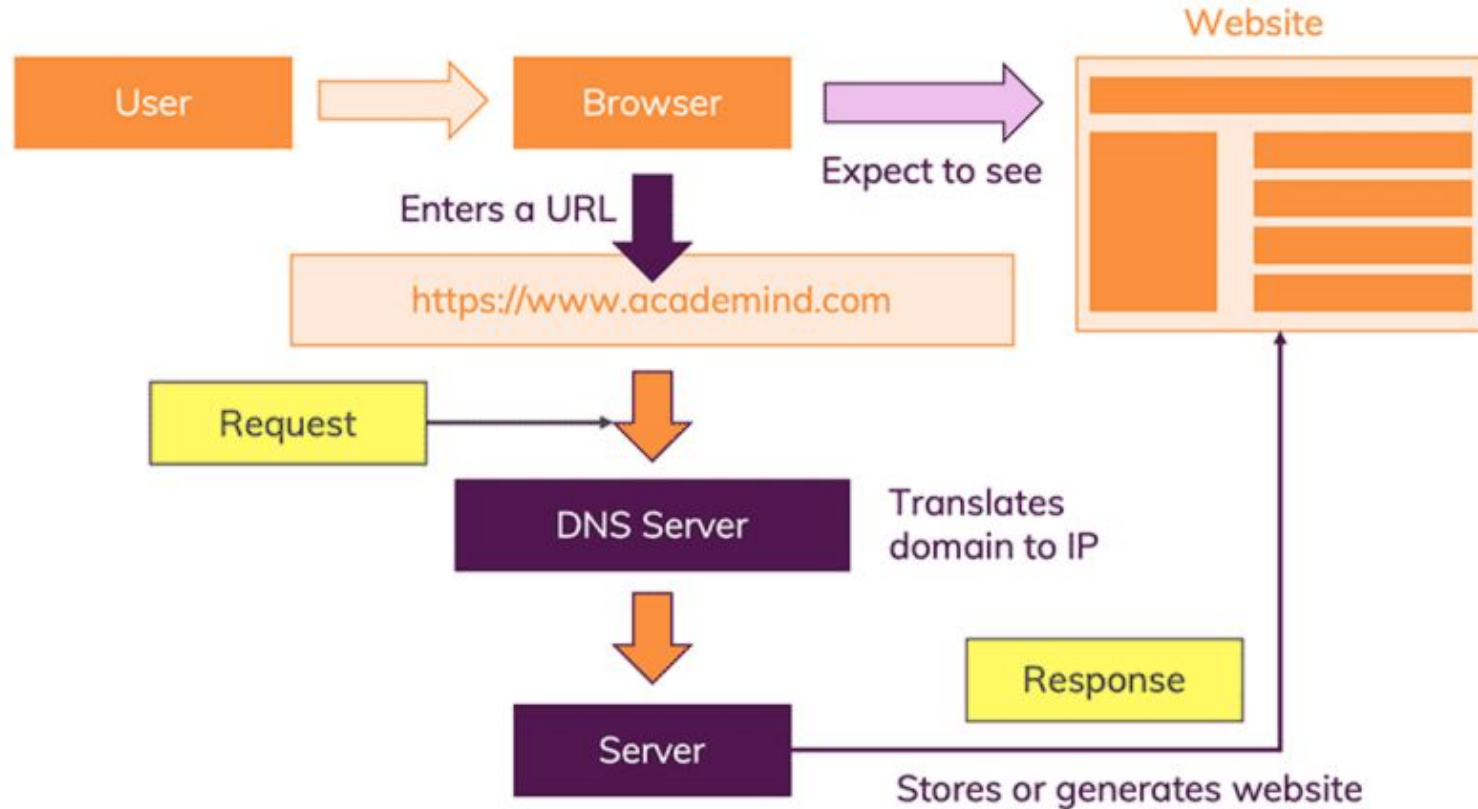 Website
User
Browser
Expect to see
Enters a URL
https://www.academind.com
Request
DNS Server
Translates
domain to IP
Response
Server
Stores or generates website